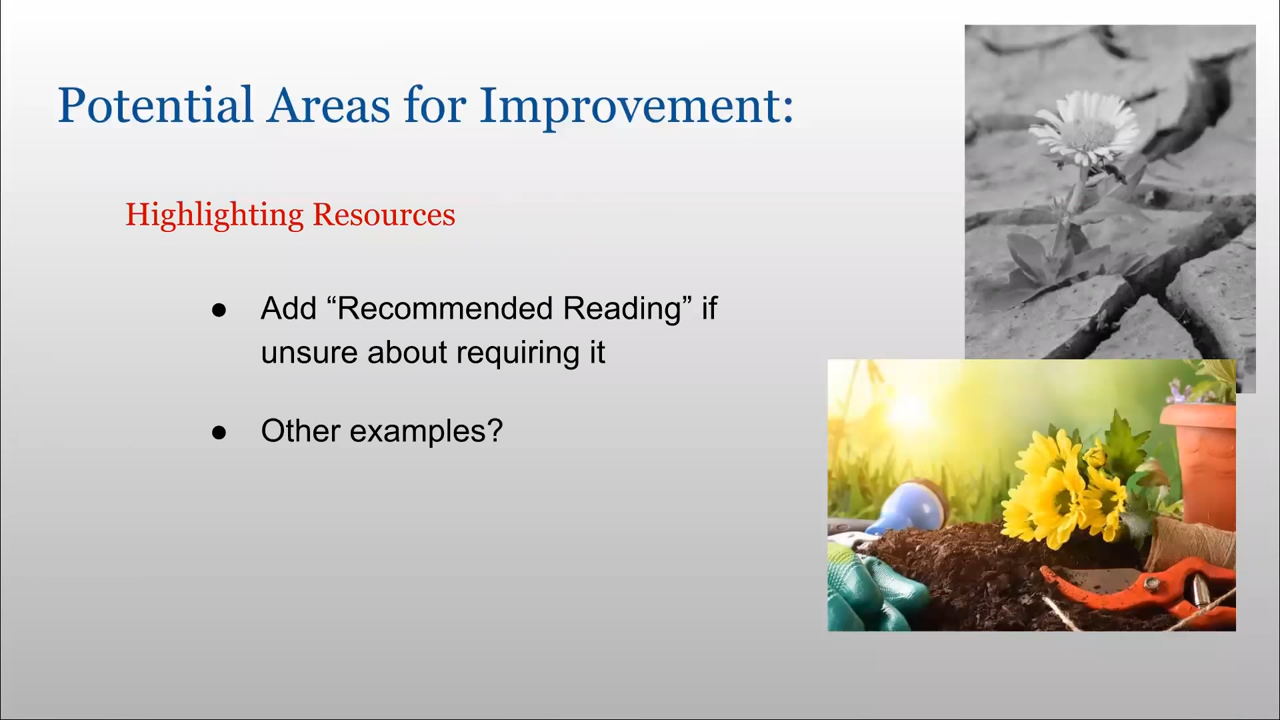 Potential Areas for Improvement:
Highlighting Resources
● Add “Recommended Reading” if
unsure about requiring it
● Other examples?